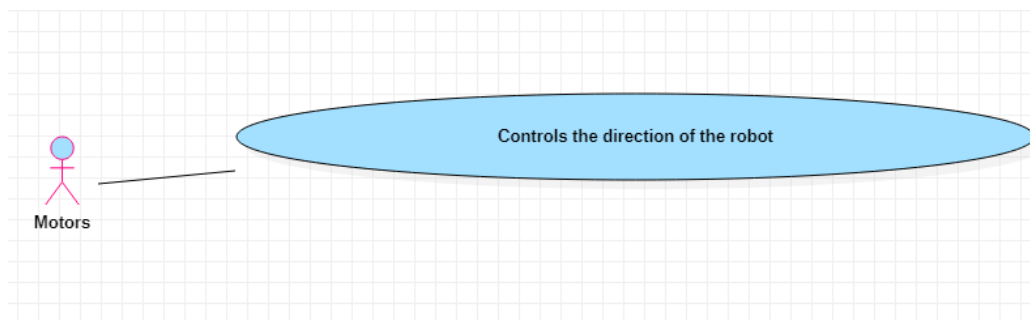 Controls the direction of the robot
Motors